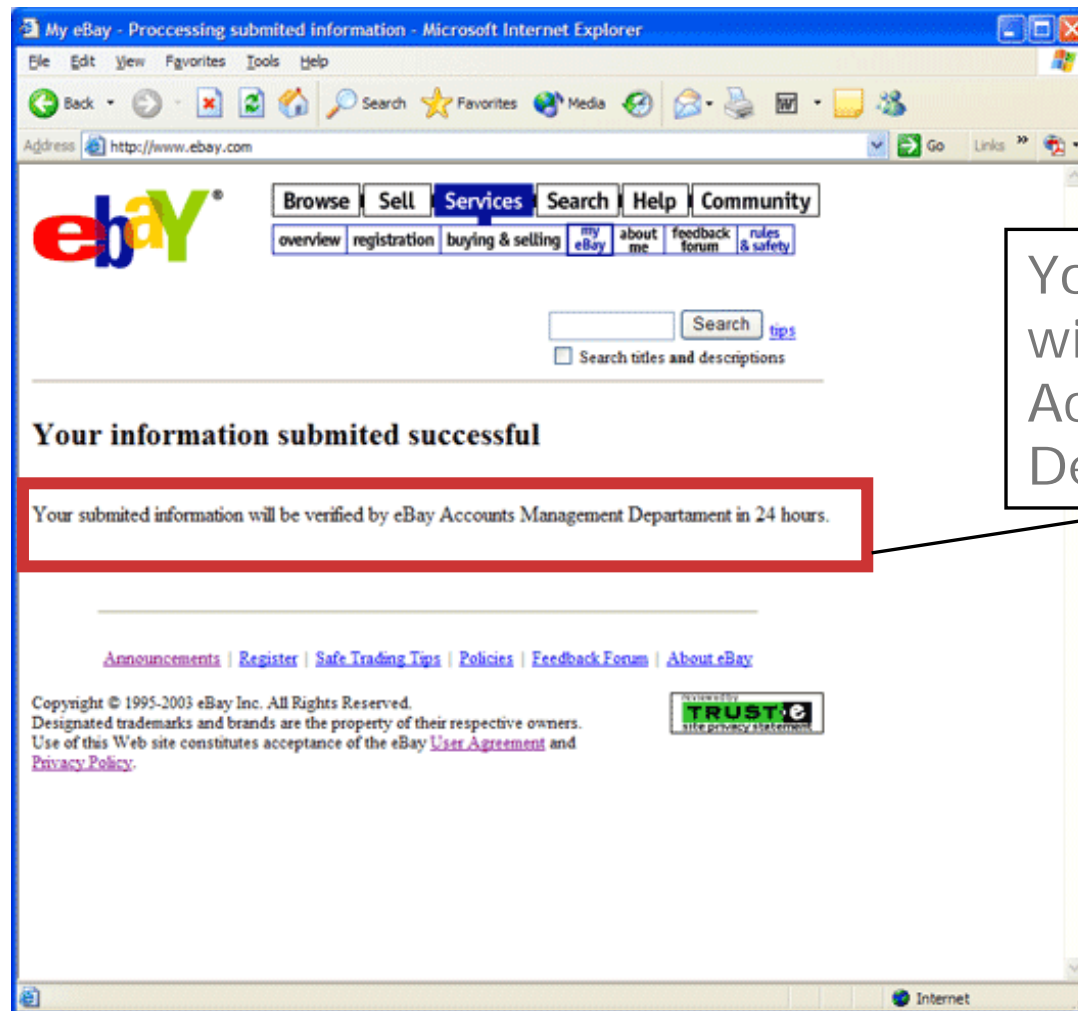 My eBay - Proccessing submited information - Microsoft Internet Explorer
File Edit View Favorites Tools Help
Back Search Favorites Media
Address http://www.ebay.com Go Links »
ebaY®
Browse Sell Services Search Help Community
overview registration buying & selling my eBay about me feedback forum rules & safety
Search tips
Search titles and descriptions
Your information submited successful
Your submited information will be verified by eBay Accounts Management Departament in 24 hours.
Announcements | Register | Safe Trading Tips | Policies | Feedback Forum | About eBay
Copyright © 1995-2003 eBay Inc. All Rights Reserved.
Designated trademarks and brands are the property of their respective owners.
Use of this Web site constitutes acceptance of the eBay User Agreement and
Privacy Policy.
reviewed by
TRUST·e
site privacy statement
Internet